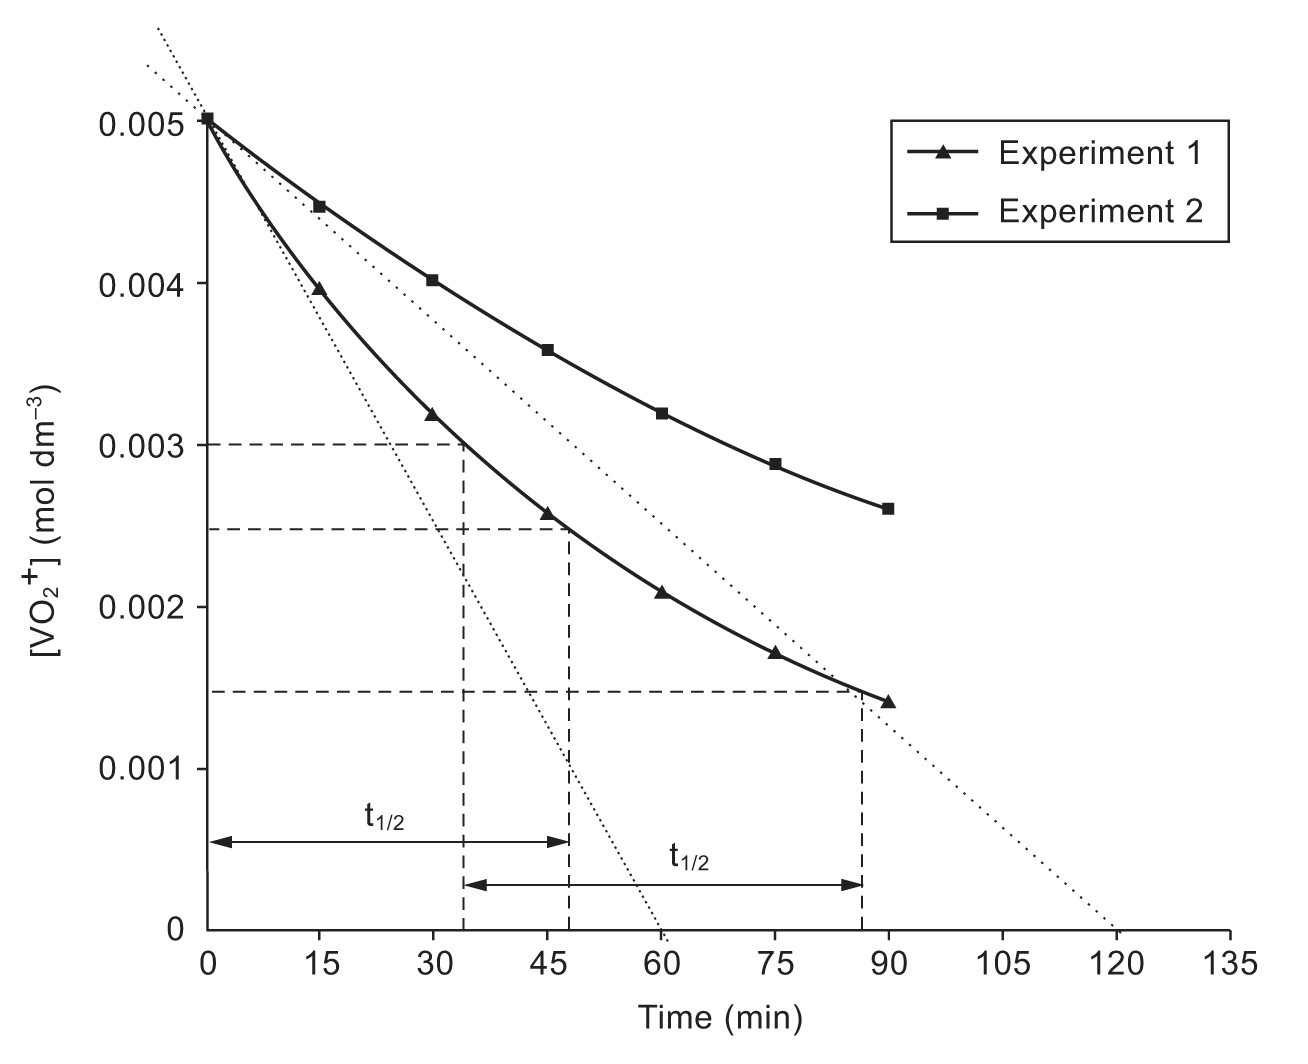 0.005
0.004
0.003
0.002
0.001
0
[VO₂⁺] (mol dm⁻³)
Experiment 1
Experiment 2
t₁/₂
t₁/₂
0 15 30 45 60 75 90 105 120 135
Time (min)